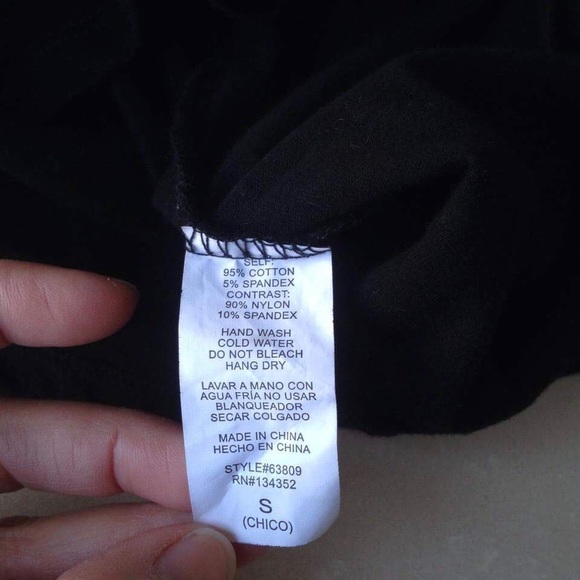 SELF:
95% COTTON
5% SPANDEX
CONTRAST:
90% NYLON
10% SPANDEX
HAND WASH
COLD WATER
DO NOT BLEACH
HANG DRY
LAVAR A MANO CON
AGUA FRÍA NO USAR
BLANQUEADOR
SECAR COLGADO
MADE IN CHINA
HECHO EN CHINA
STYLE#63809
RN#134352
S
(CHICO)